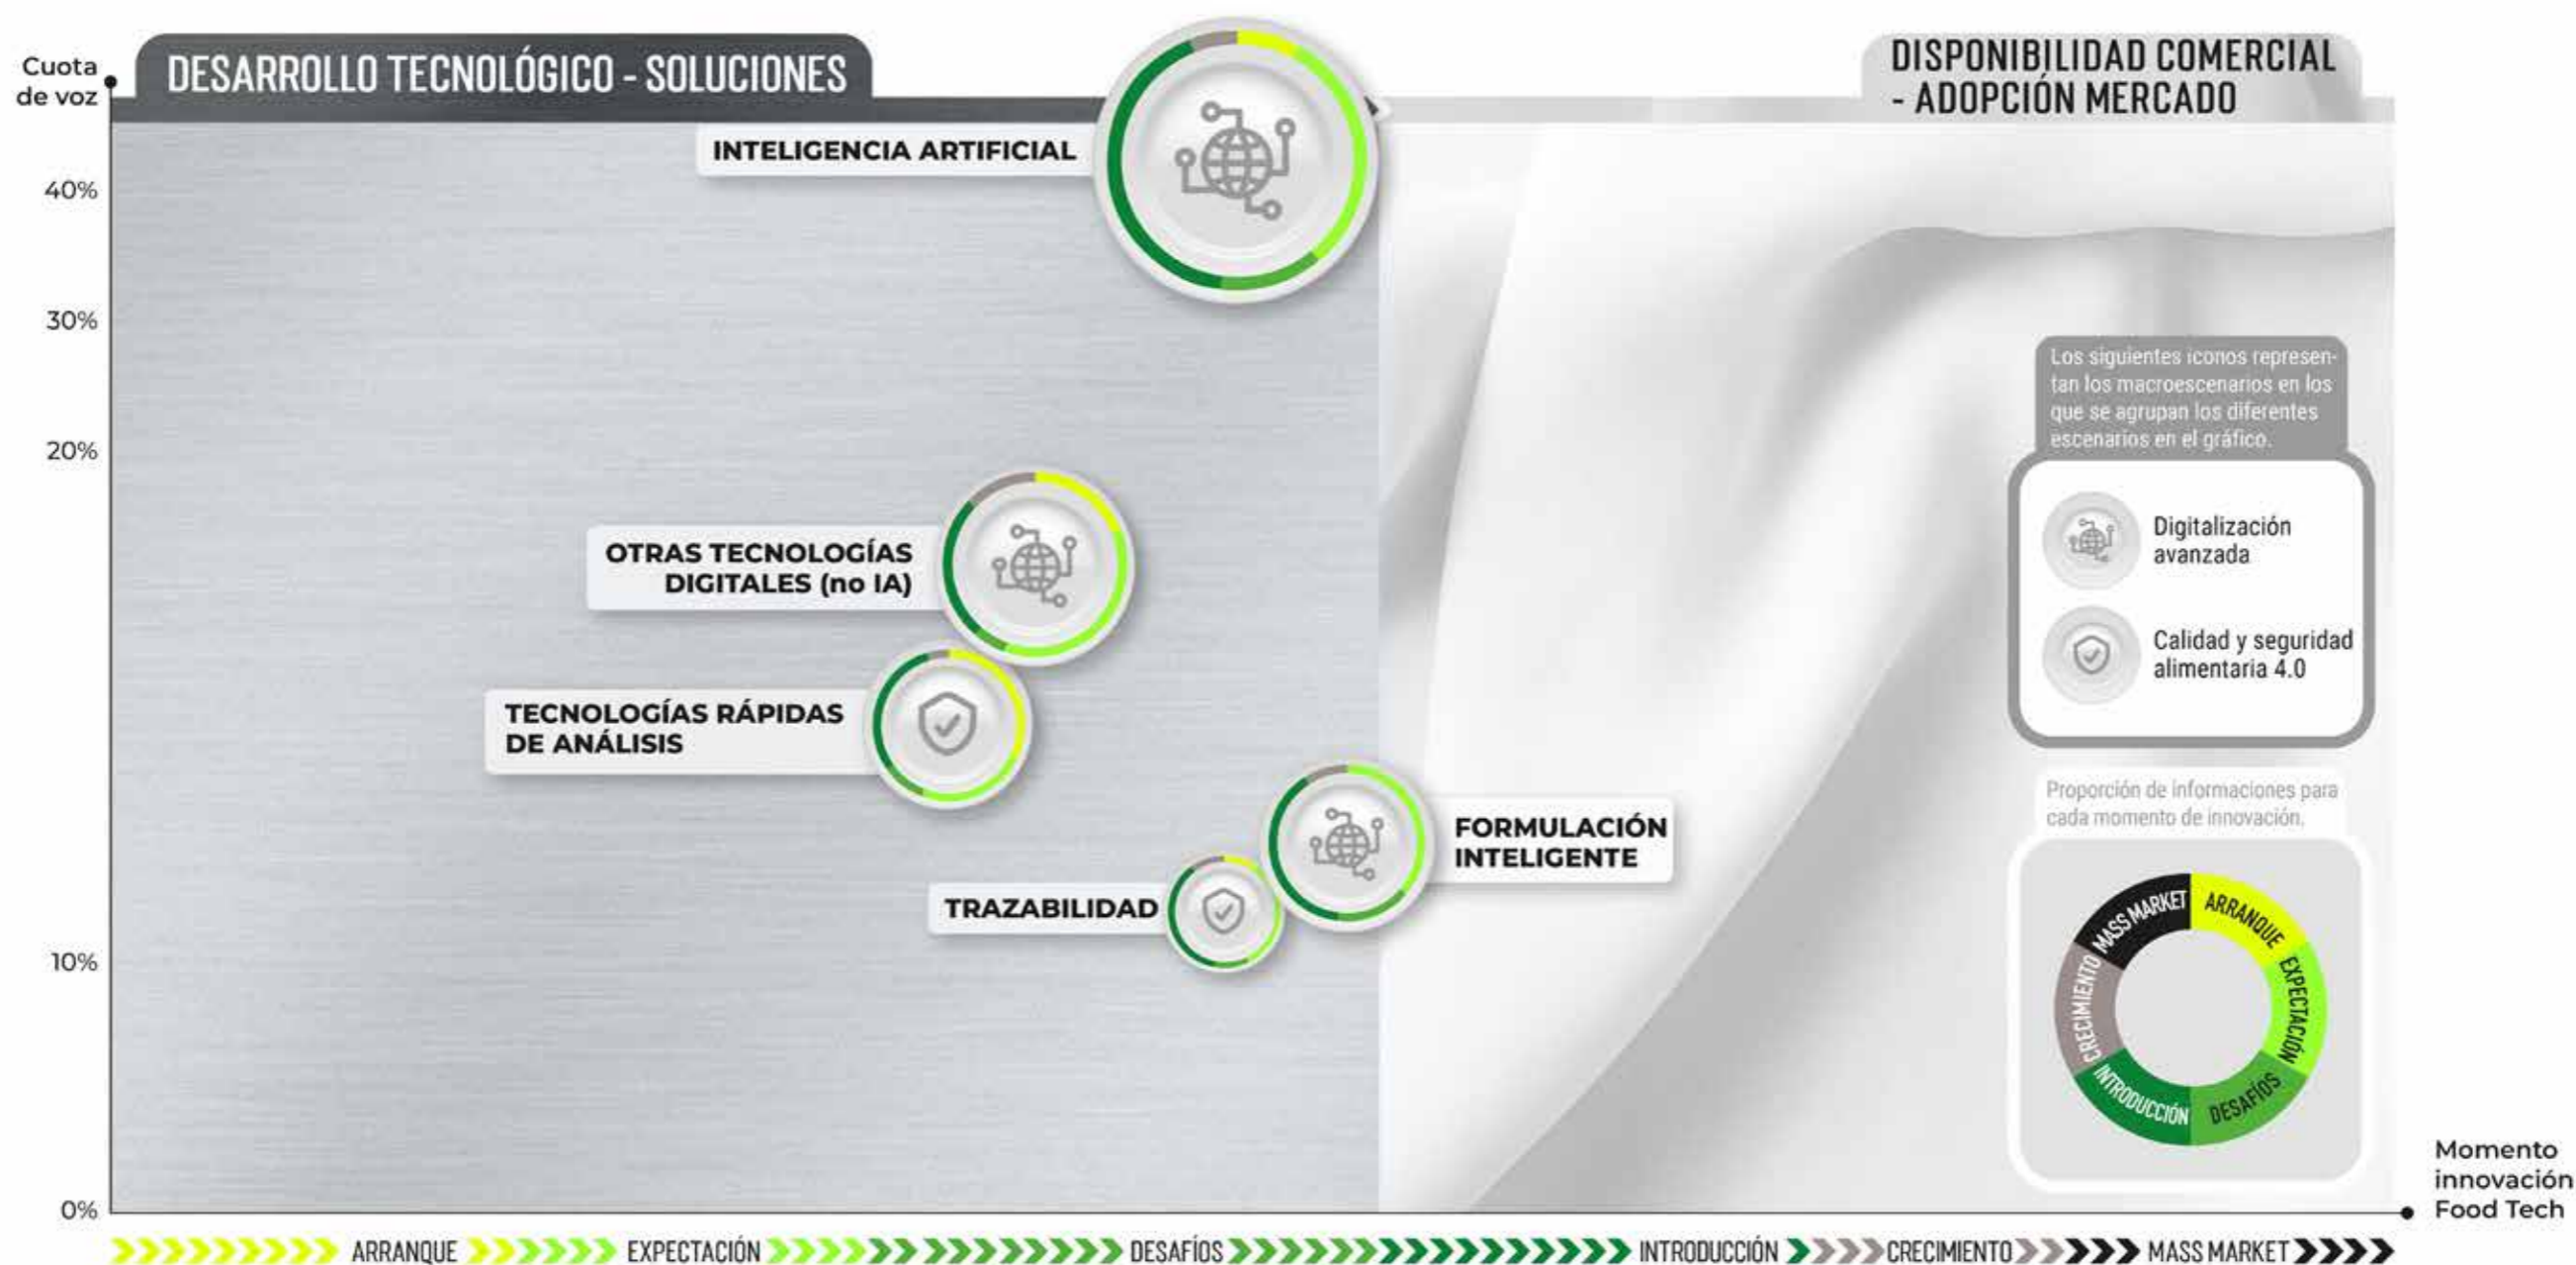 Cuota
de voz
DESARROLLO TECNOLÓGICO - SOLUCIONES
DISPONIBILIDAD COMERCIAL
- ADOPCIÓN MERCADO
INTELIGENCIA ARTIFICIAL
40%
30%
Los siguientes iconos represen-
tan los macroescenarios en los
que se agrupan los diferentes
escenarios en el gráfico.
20%
Digitalización
avanzada
OTRAS TECNOLOGÍAS
DIGITALES (no IA)
Calidad y seguridad
alimentaria 4.0
TECNOLOGÍAS RÁPIDAS
DE ANÁLISIS
Proporción de informaciones para
cada momento de innovación.
FORMULACIÓN
INTELIGENTE
TRAZABILIDAD
10%
MASS MARKET
ARRANQUE
EXPECTACIÓN
DESAFÍOS
INTRODUCCIÓN
CRECIMIENTO
0%
Momento
innovación
Food Tech
ARRANQUE EXPECTACIÓN DESAFÍOS INTRODUCCIÓN CRECIMIENTO MASS MARKET